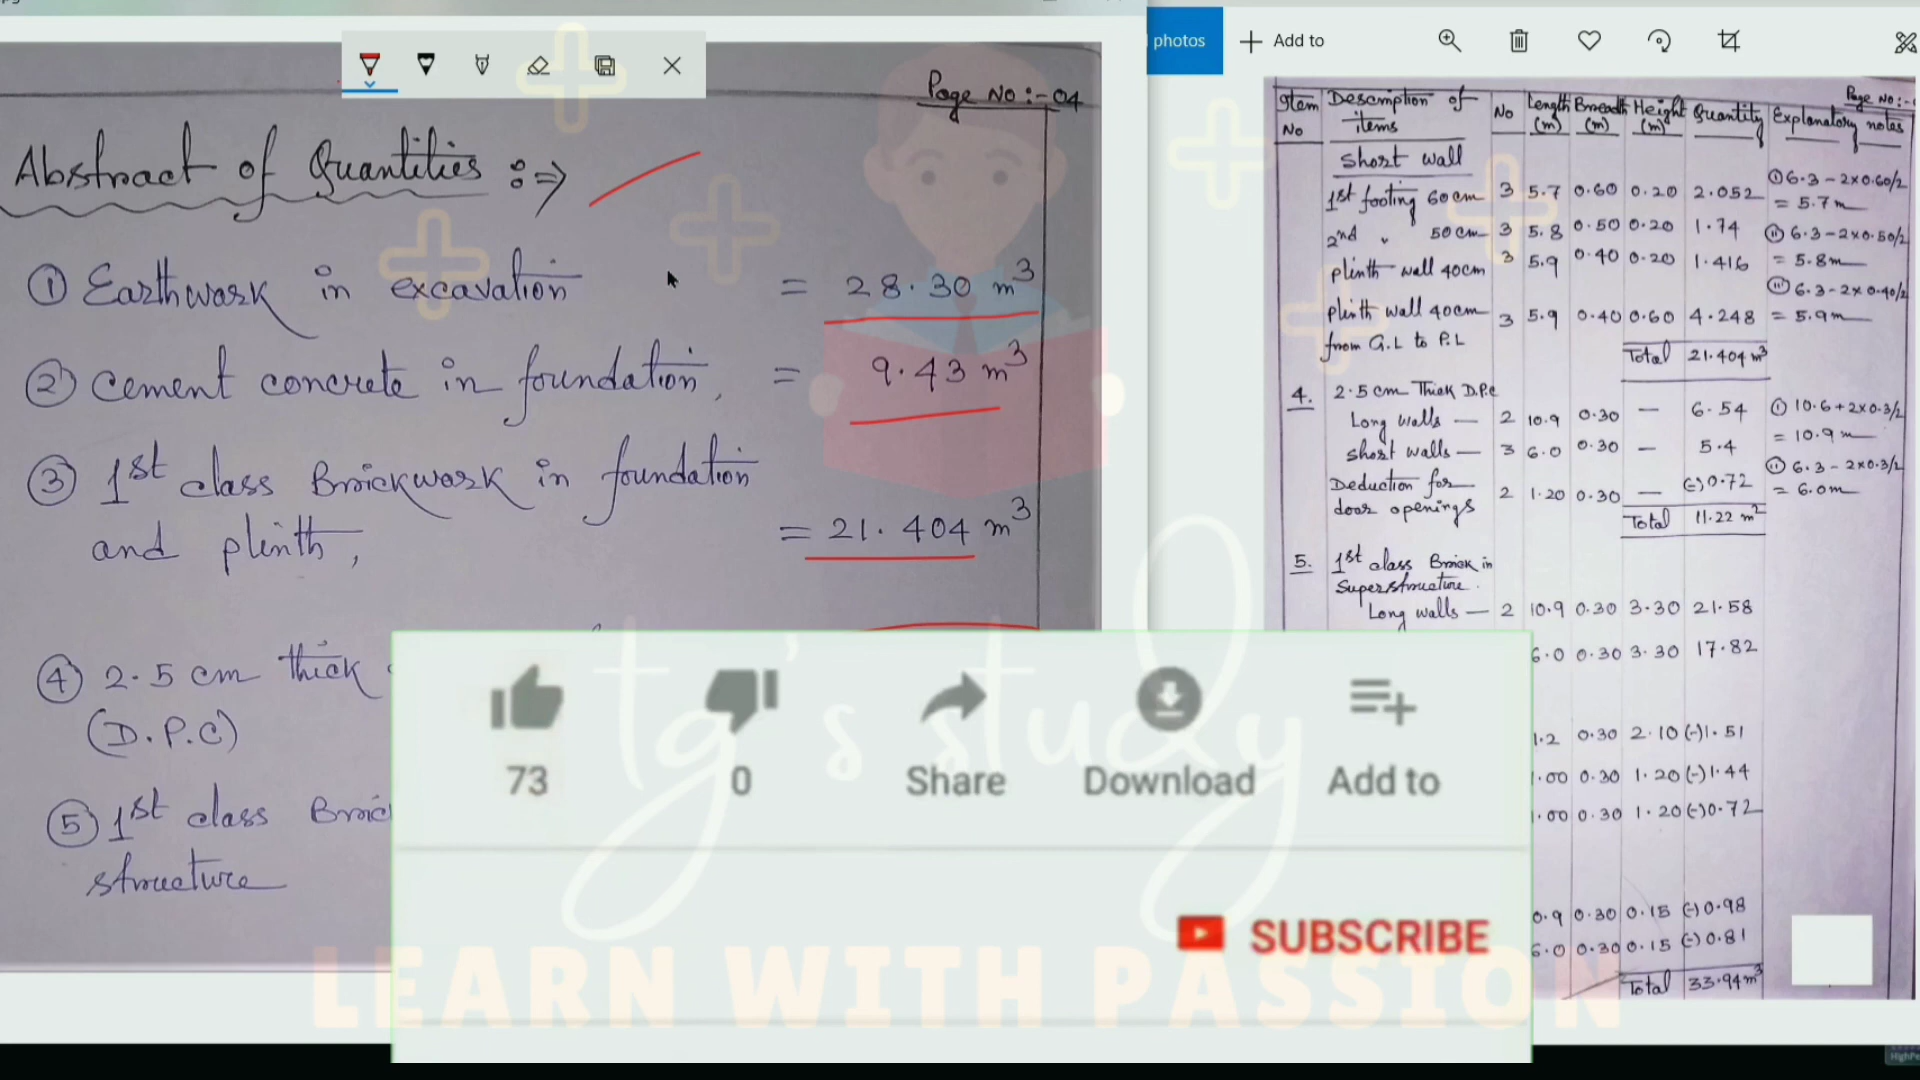 Page No :- 04
Abstract of Quantities :⇒
① Earthwork in excavation = 28.30 m³
② Cement concrete in foundation, = 9.43 m³
③ 1st class Brickwork in foundation
and plinth, = 21.404 m³
④ 2.5 cm thick
(D.P.C)
⑤ 1st class Bric
structure
photos
Add to
Page No :-
Item No Description of items No Length (m) Breadth (m) Height (m) Quantity Explanatory notes
Short wall
1st footing 60cm 3 5.7 0.60 0.20 2.052 ① 6.3 - 2x0.60/2 = 5.7m
2nd " 50cm 3 5.8 0.50 0.20 1.74 ⑪ 6.3 - 2x0.50/2 = 5.8m
plinth wall 40cm 3 5.9 0.40 0.20 1.416 ⑪ 6.3 - 2x0.40/2 = 5.9m
plinth wall 40cm from G.L to P.L 3 5.9 0.40 0.60 4.248
Total 21.404 m³
4. 2.5 cm Thick D.P.C
Long walls — 2 10.9 0.30 — 6.54 ① 10.6 + 2x0.3/2 = 10.9m
short walls — 3 6.0 0.30 — 5.4 ⑪ 6.3 - 2x0.3/2 = 6.0m
Deduction for door openings 2 1.20 0.30 — (-) 0.72
Total 11.22 m²
5. 1st class Brick in Superstructure.
Long walls — 2 10.9 0.30 3.30 21.58
6.0 0.30 3.30 17.82
1.2 0.30 2.10 (-) 1.51
1.00 0.30 1.20 (-) 1.44
1.00 0.30 1.20 (-) 0.72
0.9 0.30 0.15 (-) 0.98
6.0 0.30 0.15 (-) 0.81
Total 33.94 m³
tg's study
73
0
Share
Download
Add to
SUBSCRIBE
LEARN WITH PASSION